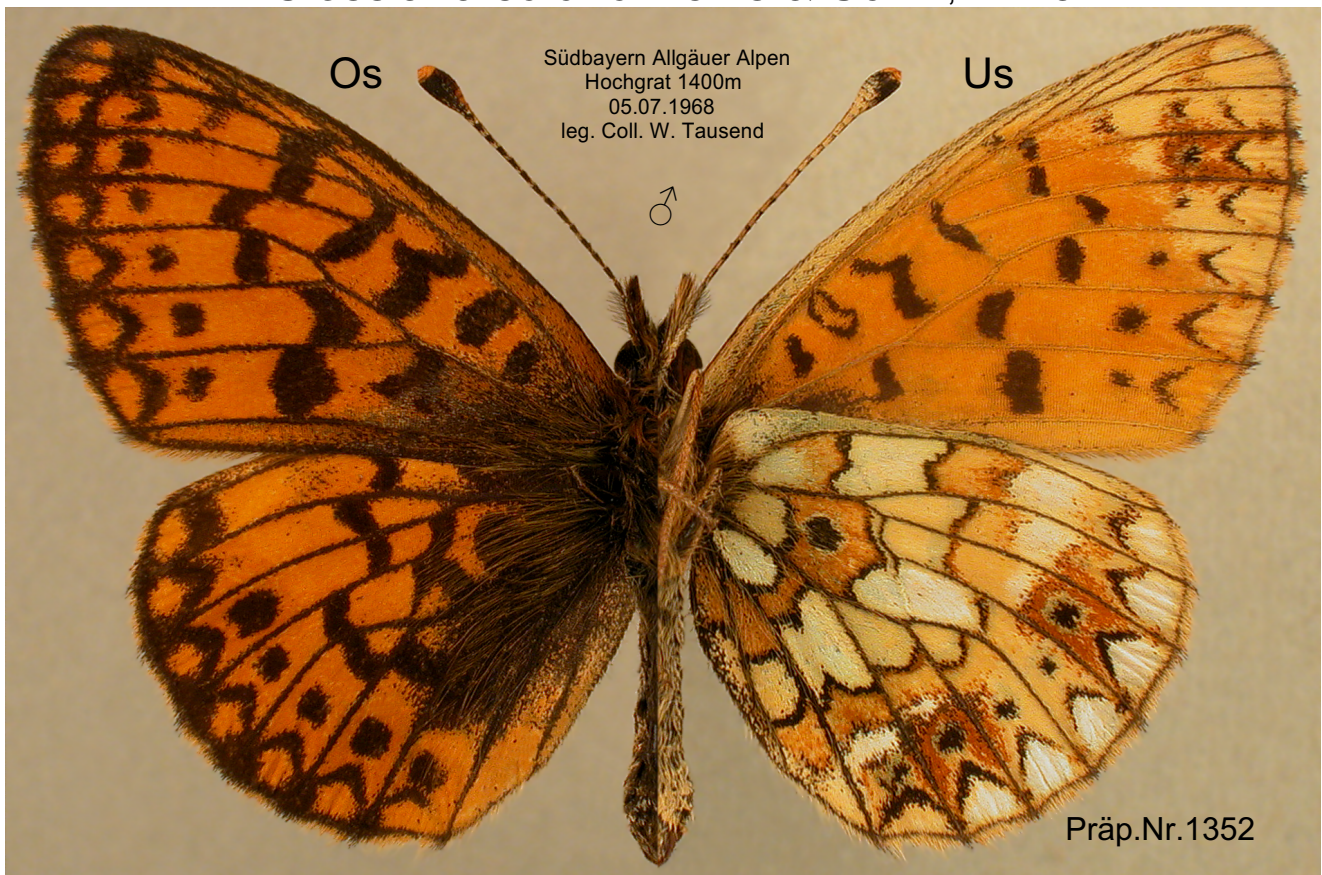 Os
Südbayern Allgäuer Alpen
Hochgrat 1400m
05.07.1968
leg. Coll. W. Tausend
♂
Us
Präp.Nr.1352